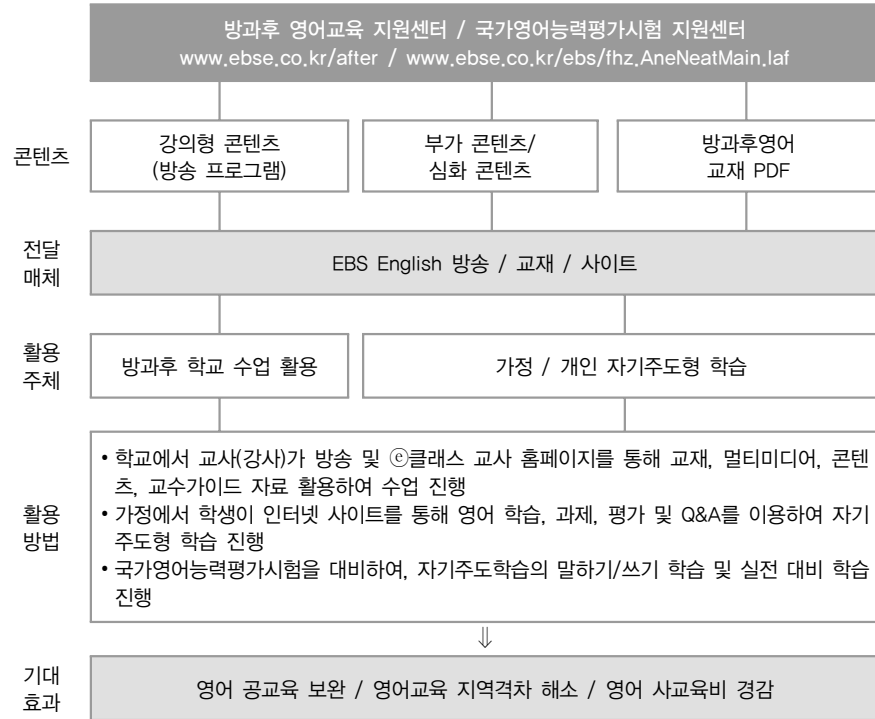 방과후 영어교육 지원센터 / 국가영어능력평가시험 지원센터
www.ebse.co.kr/after / www.ebse.co.kr/ebs/fhz.AneNeatMain.laf
콘텐츠
강의형 콘텐츠
(방송 프로그램)
부가 콘텐츠/
심화 콘텐츠
방과후영어
교재 PDF
전달
매체
EBS English 방송 / 교재 / 사이트
활용
주체
방과후 학교 수업 활용
가정 / 개인 자기주도형 학습
활용
방법
• 학교에서 교사(강사)가 방송 및 ⓔ클래스 교사 홈페이지를 통해 교재, 멀티미디어, 콘텐
츠, 교수가이드 자료 활용하여 수업 진행
• 가정에서 학생이 인터넷 사이트를 통해 영어 학습, 과제, 평가 및 Q&A를 이용하여 자기
주도형 학습 진행
• 국가영어능력평가시험을 대비하여, 자기주도학습의 말하기/쓰기 학습 및 실전 대비 학습
진행
⇓
기대
효과
영어 공교육 보완 / 영어교육 지역격차 해소 / 영어 사교육비 경감